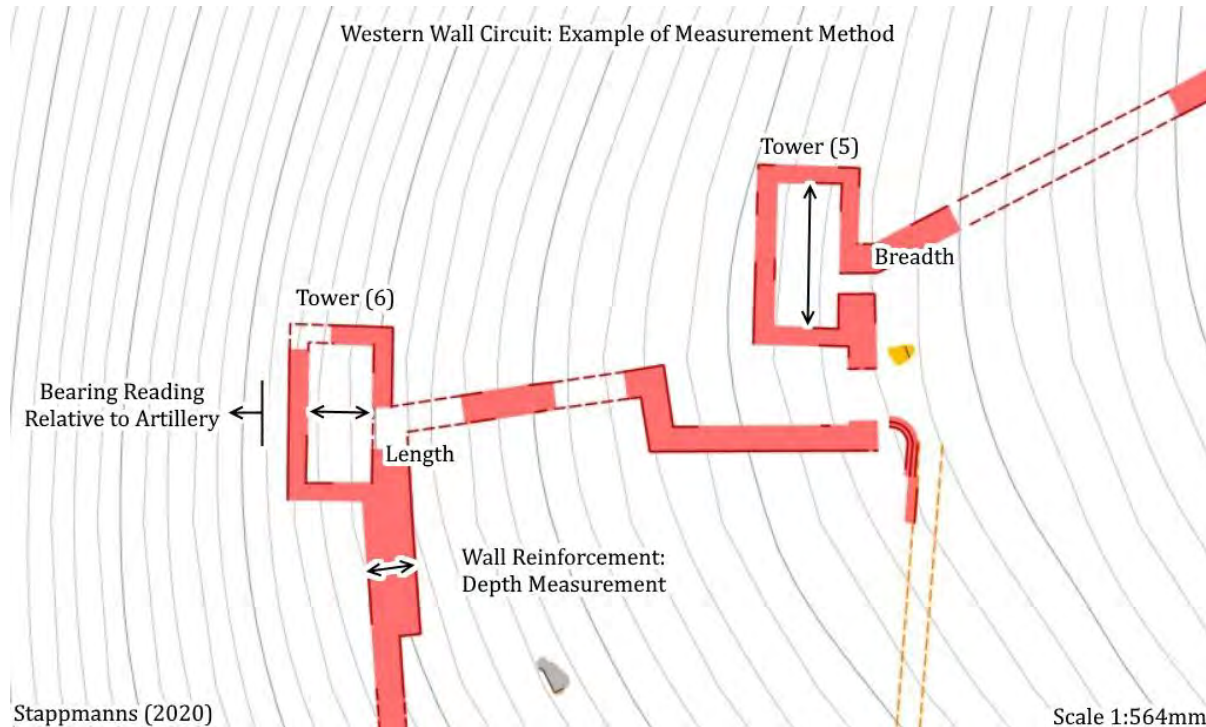 Western Wall Circuit: Example of Measurement Method
Tower (5)
Breadth
Tower (6)
Bearing Reading
Relative to Artillery
Length
Wall Reinforcement:
Depth Measurement
Stappmanns (2020)
Scale 1:564mm